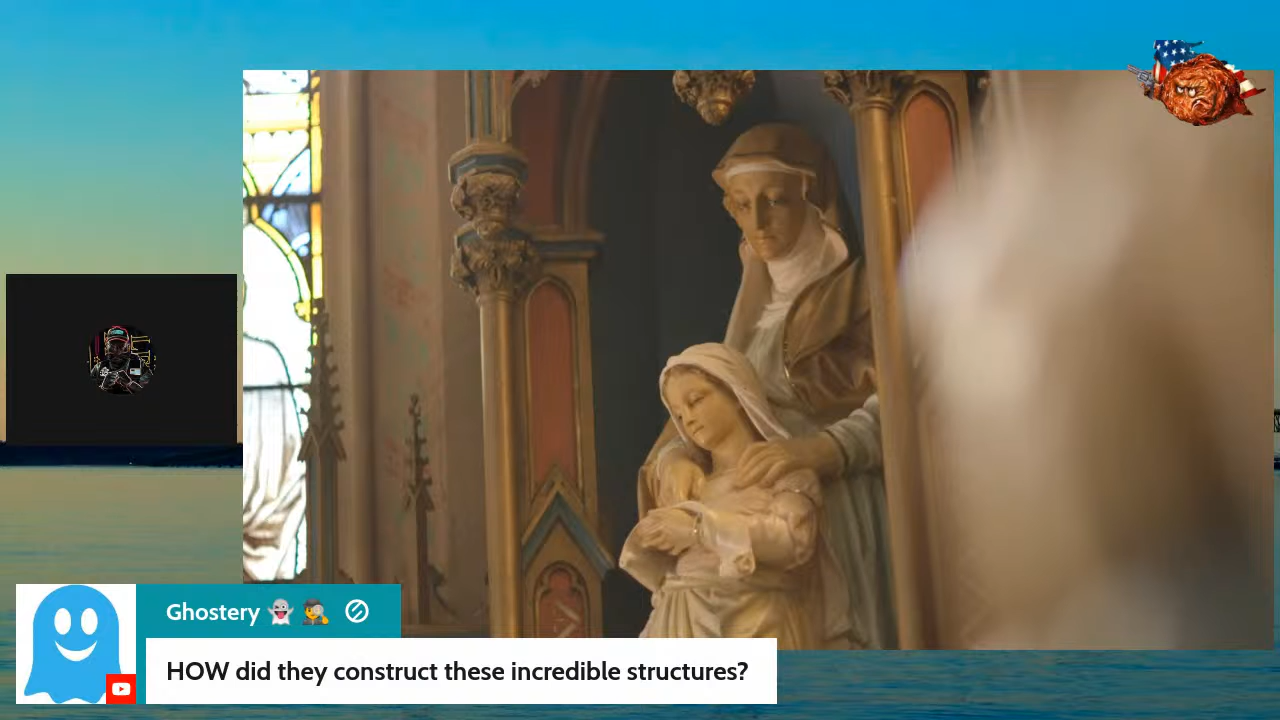 Ghostery 👻 🕵️
HOW did they construct these incredible structures?